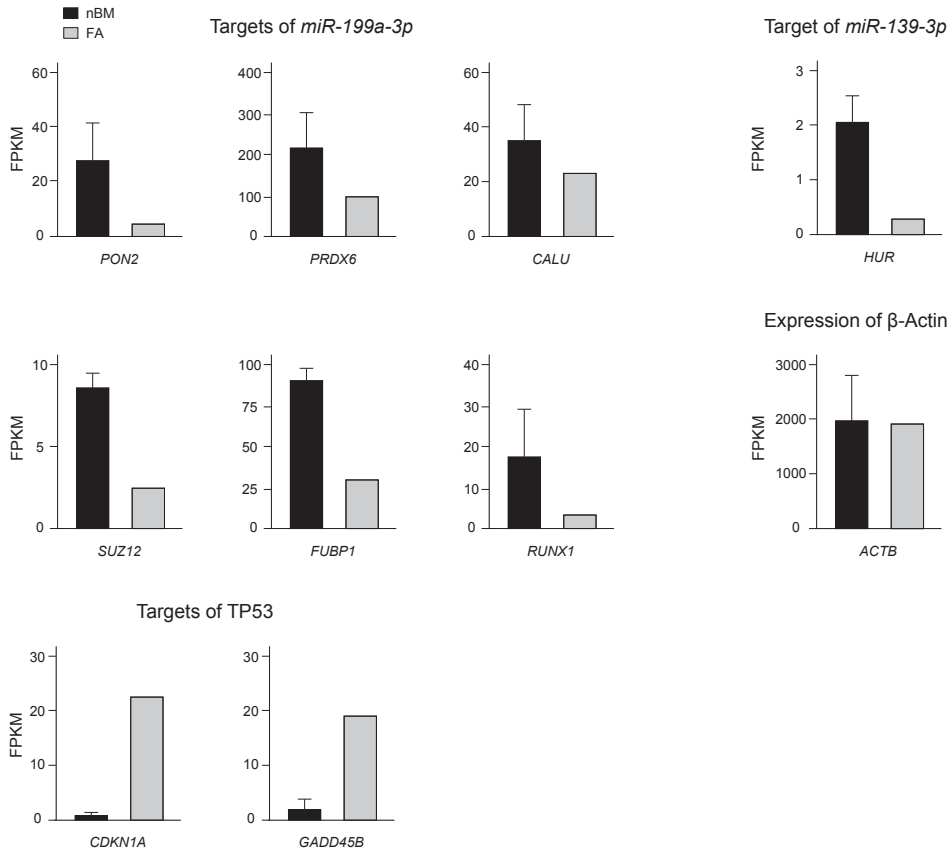 nBM
FA
Targets of miR-199a-3p
Target of miR-139-3p
FPKM
60
40
20
0
PON2
400
300
200
100
0
PRDX6
60
40
20
0
CALU
FPKM
3
2
1
0
HUR
Expression of β-Actin
FPKM
10
5
0
SUZ12
100
75
50
25
0
FUBP1
40
30
20
10
0
RUNX1
FPKM
3000
2000
1000
0
ACTB
Targets of TP53
FPKM
30
20
10
0
CDKN1A
30
20
10
0
GADD45B